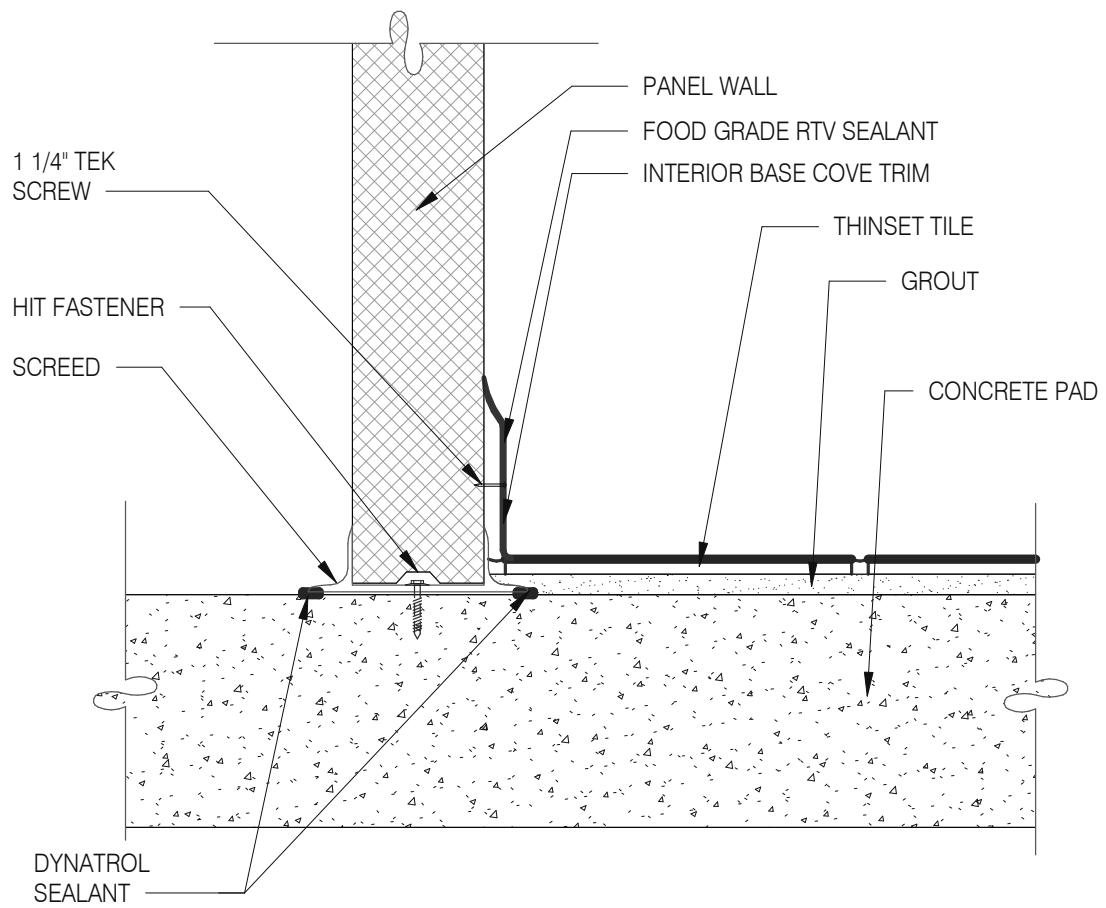 PANEL WALL
FOOD GRADE RTV SEALANT
1 1/4" TEK
SCREW
INTERIOR BASE COVE TRIM
THINSET TILE
GROUT
HIT FASTENER
SCREED
CONCRETE PAD
DYNATROL
SEALANT